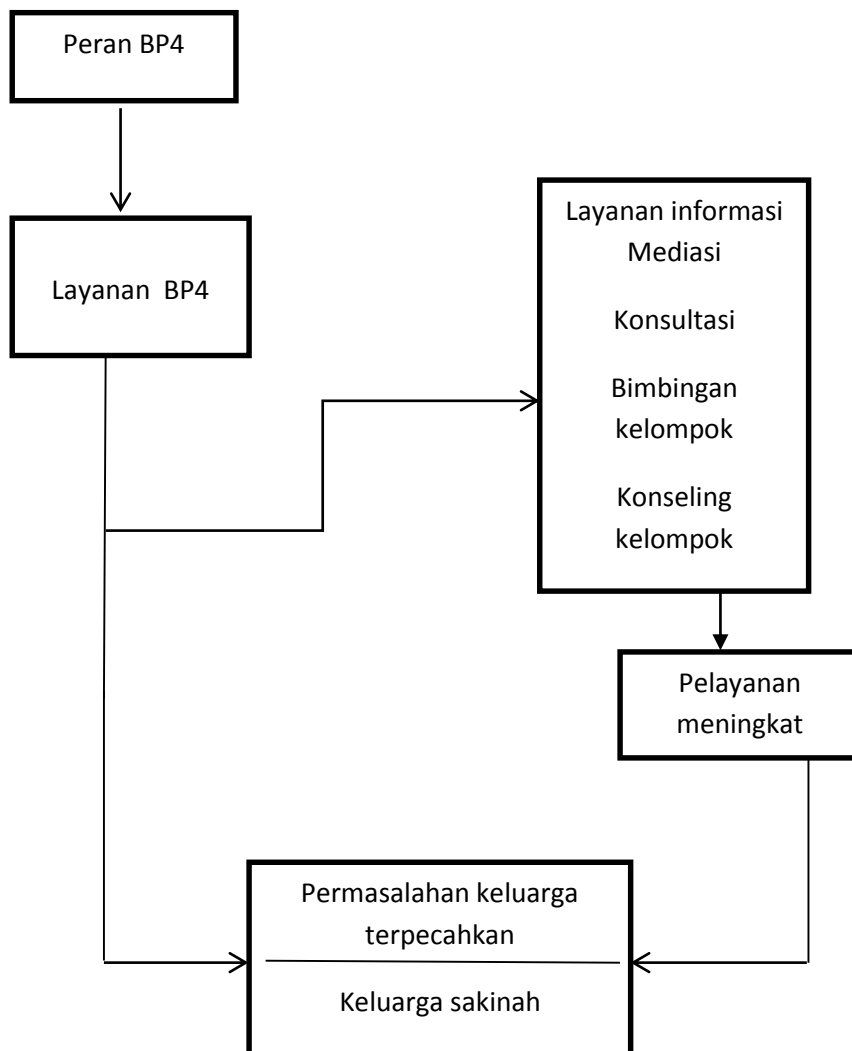 Peran BP4
Layanan BP4
Layanan informasi
Mediasi
Konsultasi
Bimbingan
kelompok
Konseling
kelompok
Pelayanan
meningkat
Permasalahan keluarga
terpecahkan
Keluarga sakinah